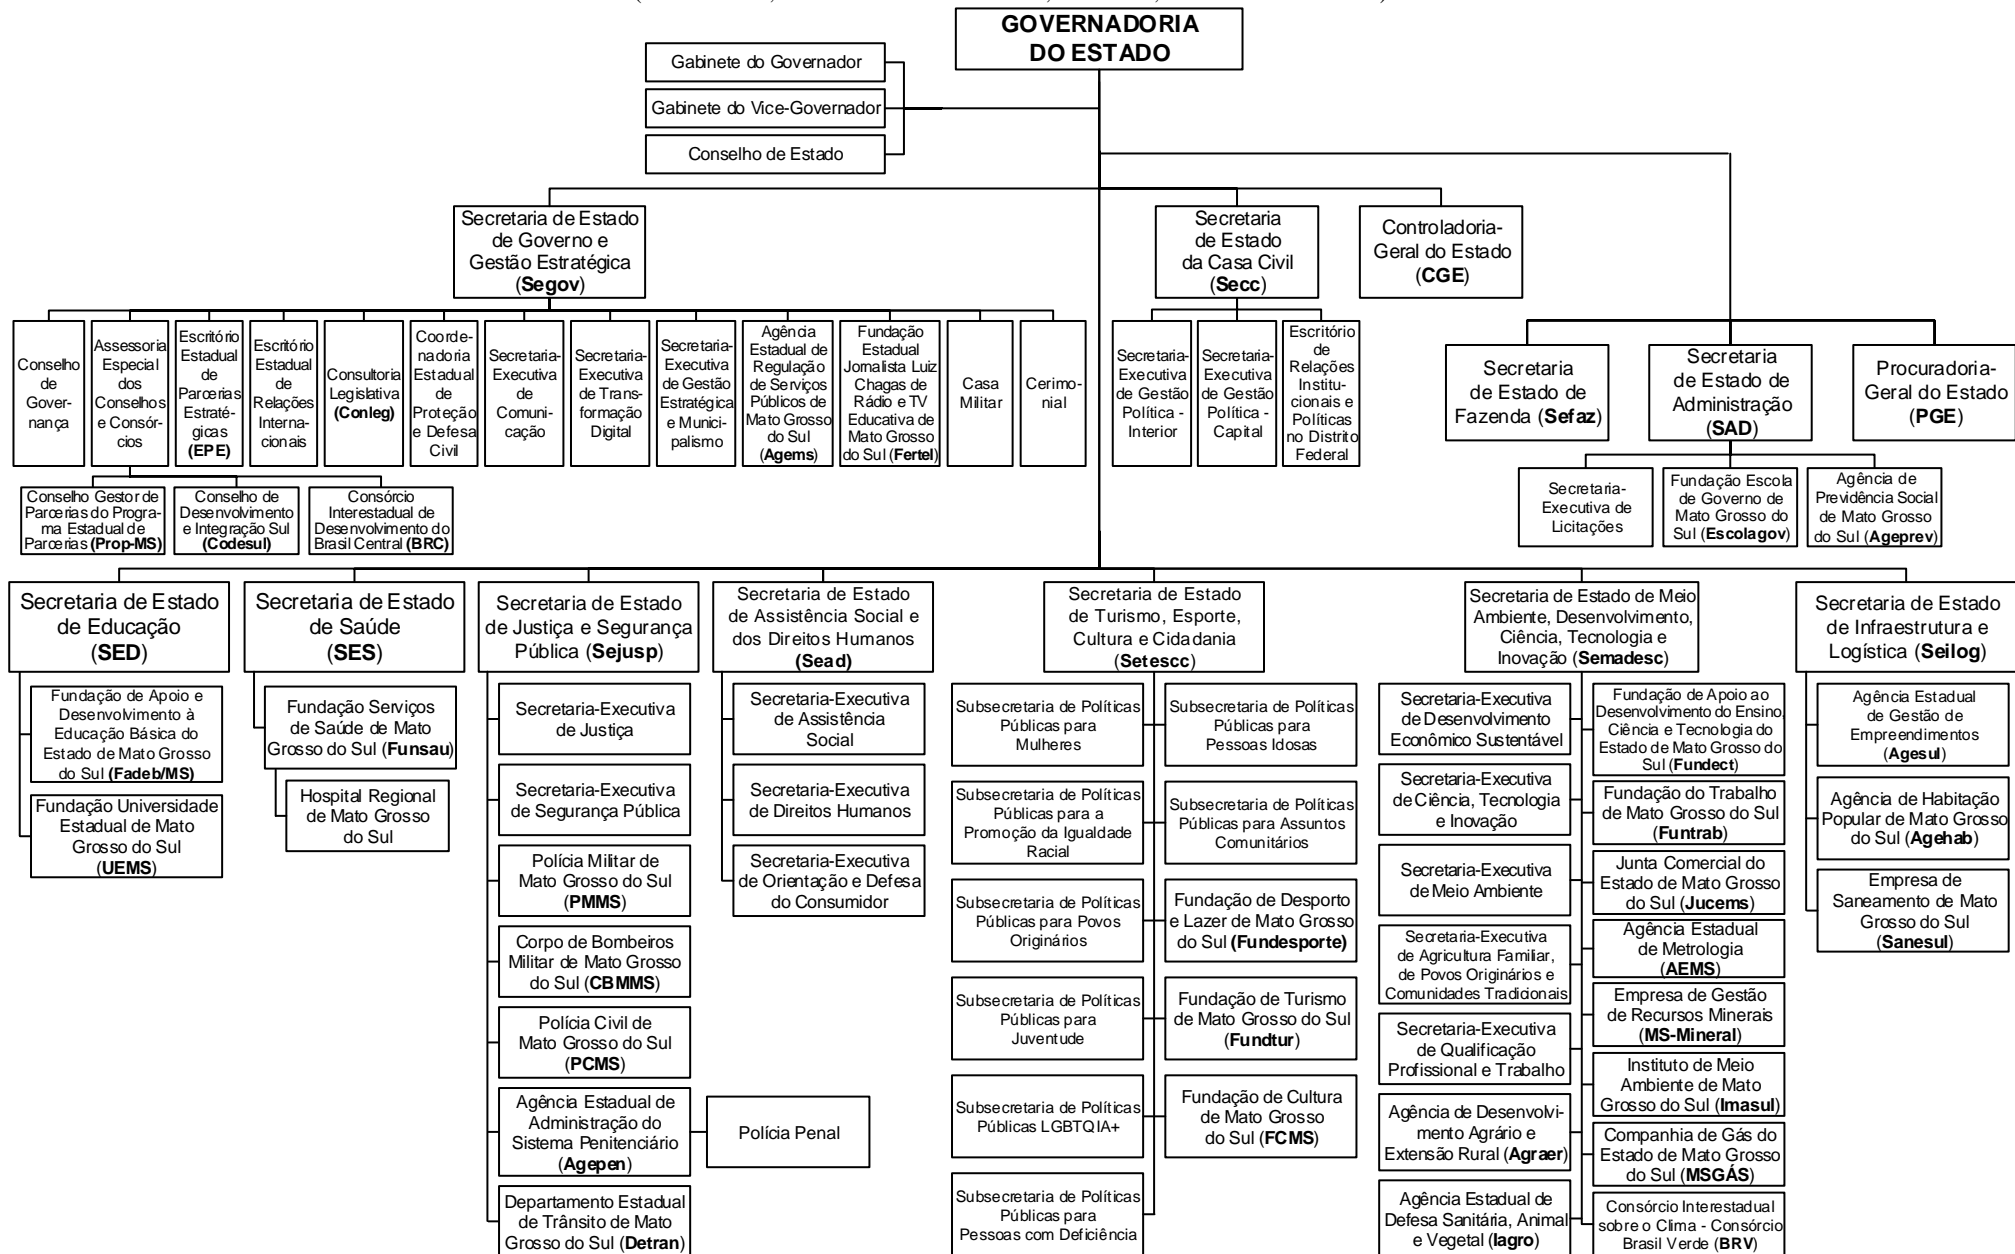 GOVERNADORIA
DO ESTADO
Gabinete do Governador
Gabinete do Vice-Governador
Conselho de Estado
Secretaria de Estado
de Governo e
Gestão Estratégica
(Segov)
Secretaria
de Estado
da Casa Civil
(Secc)
Controladoria-
Geral do Estado
(CGE)
Conselho
de
Gover-
nança
Assessoria
Especial
dos
Conselhos
e Consór-
cios
Escritório
Estadual
de
Parcerias
Estraté-
gicas
(EPE)
Escritório
Estadual
de
Relações
Interna-
cionais
Consultoria
Legislativa
(Conleg)
Coorde-
nadoria
Estadual
de
Proteção
e Defesa
Civil
Secretaria-
Executiva
de
Comuni-
cação
Secretaria-
Executiva
de Trans-
formação
Digital
Secretaria-
Executiva
de Gestão
Estratégica
e Munici-
palismo
Agência
Estadual de
Regulação
de Serviços
Públicos de
Mato Grosso
do Sul
(Agems)
Fundação
Estadual
Jornalista Luiz
Chagas de
Rádio e TV
Educativa de
Mato Grosso
do Sul (Fertel)
Casa
Militar
Cerimo-
nial
Secretaria-
Executiva
de Gestão
Política -
Interior
Secretaria-
Executiva
de Gestão
Política -
Capital
Escritório
de
Relações
Institu-
cionais e
Políticas
no Distrito
Federal
Secretaria
de Estado de
Fazenda (Sefaz)
Secretaria
de Estado de
Administração
(SAD)
Procuradoria-
Geral do Estado
(PGE)
Conselho Gestor de
Parcerias do Progra-
ma Estadual de
Parcerias (Prop-MS)
Conselho de
Desenvolvimento
e Integração Sul
(Codesul)
Consórcio
Interestadual de
Desenvolvimento do
Brasil Central (BRC)
Secretaria-
Executiva de
Licitações
Fundação Escola
de Governo de
Mato Grosso do
Sul (Escolagov)
Agência de
Previdência Social
de Mato Grosso
do Sul (Ageprev)
Secretaria de Estado
de Educação
(SED)
Fundação de Apoio e
Desenvolvimento à
Educação Básica do
Estado de Mato Grosso
do Sul (Fadeb/MS)
Fundação Universidade
Estadual de Mato
Grosso do Sul
(UEMS)
Secretaria de Estado
de Saúde
(SES)
Fundação Serviços
de Saúde de Mato
Grosso do Sul (Funsau)
Hospital Regional
de Mato Grosso
do Sul
Secretaria de Estado
de Justiça e Segurança
Pública (Sejusp)
Secretaria-Executiva
de Justiça
Secretaria-Executiva
de Segurança Pública
Polícia Militar de
Mato Grosso do Sul
(PMMS)
Corpo de Bombeiros
Militar de Mato Grosso
do Sul (CBMMS)
Polícia Civil de
Mato Grosso do Sul
(PCMS)
Agência Estadual de
Administração do
Sistema Penitenciário
(Agepen)
Polícia Penal
Departamento Estadual
de Trânsito de Mato
Grosso do Sul (Detran)
Secretaria de Estado
de Assistência Social e
dos Direitos Humanos
(Sead)
Secretaria-Executiva
de Assistência
Social
Secretaria-Executiva
de Direitos Humanos
Secretaria-Executiva
de Orientação e Defesa
do Consumidor
Secretaria de Estado
de Turismo, Esporte,
Cultura e Cidadania
(Setescc)
Subsecretaria de Políticas
Públicas para
Mulheres
Subsecretaria de Políticas
Públicas para
Pessoas Idosas
Subsecretaria de Políticas
Públicas para a
Promoção da Igualdade
Racial
Subsecretaria de Políticas
Públicas para Assuntos
Comunitários
Subsecretaria de Políticas
Públicas para Povos
Originários
Fundação de Desporto
e Lazer de Mato Grosso
do Sul (Fundesporte)
Subsecretaria de Políticas
Públicas para
Juventude
Fundação de Turismo
de Mato Grosso do Sul
(Fundtur)
Subsecretaria de Políticas
Públicas LGBTQIA+
Fundação de Cultura
de Mato Grosso
do Sul (FCMS)
Subsecretaria de Políticas
Públicas para
Pessoas com Deficiência
Secretaria de Estado de Meio
Ambiente, Desenvolvimento,
Ciência, Tecnologia e
Inovação (Semadesc)
Secretaria-Executiva
de Desenvolvimento
Econômico Sustentável
Fundação de Apoio ao
Desenvolvimento do Ensino,
Ciência e Tecnologia do
Estado de Mato Grosso do
Sul (Fundect)
Secretaria-Executiva
de Ciência, Tecnologia
e Inovação
Fundação do Trabalho
de Mato Grosso do Sul
(Funtrab)
Secretaria-Executiva
de Meio Ambiente
Junta Comercial do
Estado de Mato Grosso
do Sul (Jucems)
Secretaria-Executiva
de Agricultura Familiar,
de Povos Originários e
Comunidades Tradicionais
Agência Estadual
de Metrologia
(AEMS)
Secretaria-Executiva
de Qualificação
Profissional e Trabalho
Empresa de Gestão
de Recursos Minerais
(MS-Mineral)
Agência de Desenvolvi-
mento Agrário e
Extensão Rural (Agraer)
Instituto de Meio
Ambiente de Mato
Grosso do Sul (Imasul)
Companhia de Gás do
Estado de Mato Grosso
do Sul (MSGÁS)
Agência Estadual de
Defesa Sanitária, Animal
e Vegetal (Iagro)
Consórcio Interestadual
sobre o Clima - Consórcio
Brasil Verde (BRV)
Secretaria de Estado
de Infraestrutura e
Logística (Seilog)
Agência Estadual
de Gestão de
Empreendimentos
(Agesul)
Agência de Habitação
Popular de Mato Grosso
do Sul (Agehab)
Empresa de
Saneamento de Mato
Grosso do Sul
(Sanesul)